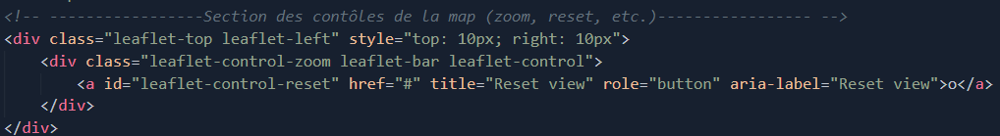 <!-- -----------------Section des contôles de la map (zoom, reset, etc.)----------------- -->
<div class="leaflet-top leaflet-left" style="top: 10px; right: 10px">
<div class="leaflet-control-zoom leaflet-bar leaflet-control">
<a id="leaflet-control-reset" href="#" title="Reset view" role="button" aria-label="Reset view">o</a>
</div>
</div>